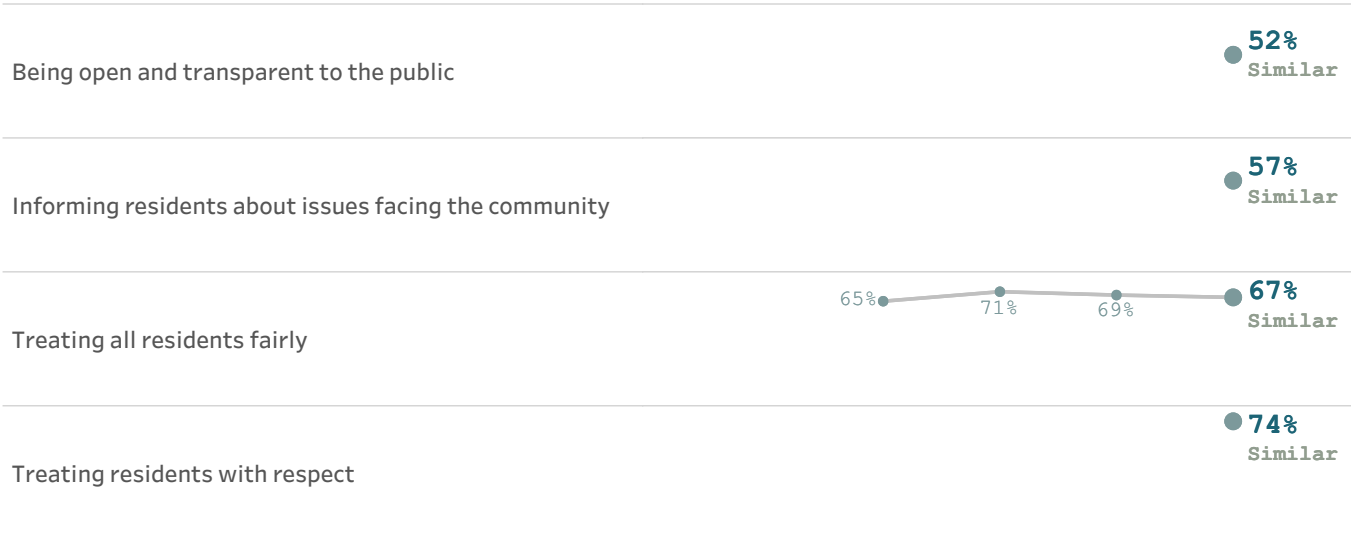 52%
Being open and transparent to the public
Similar
57%
Informing residents about issues facing the community
Similar
65%
71%
69%
67%
Similar
Treating all residents fairly
74%
Similar
Treating residents with respect